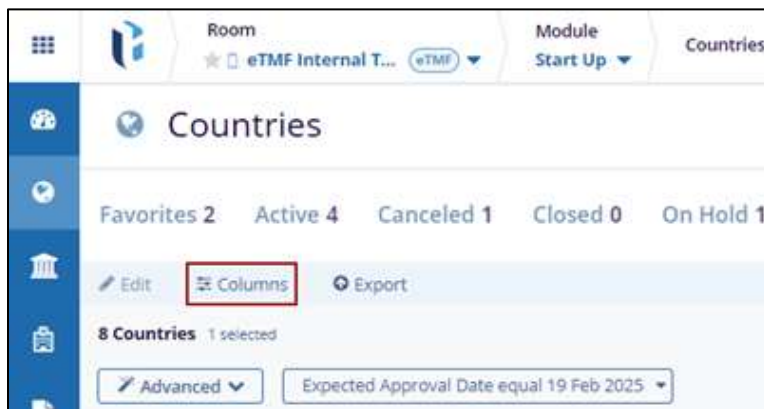 Room
eTMF Internal T... eTMF
Module
Start Up
Countries
Countries
Favorites 2 Active 4 Canceled 1 Closed 0 On Hold 1
Edit Columns Export
8 Countries 1 selected
Advanced Expected Approval Date equal 19 Feb 2025